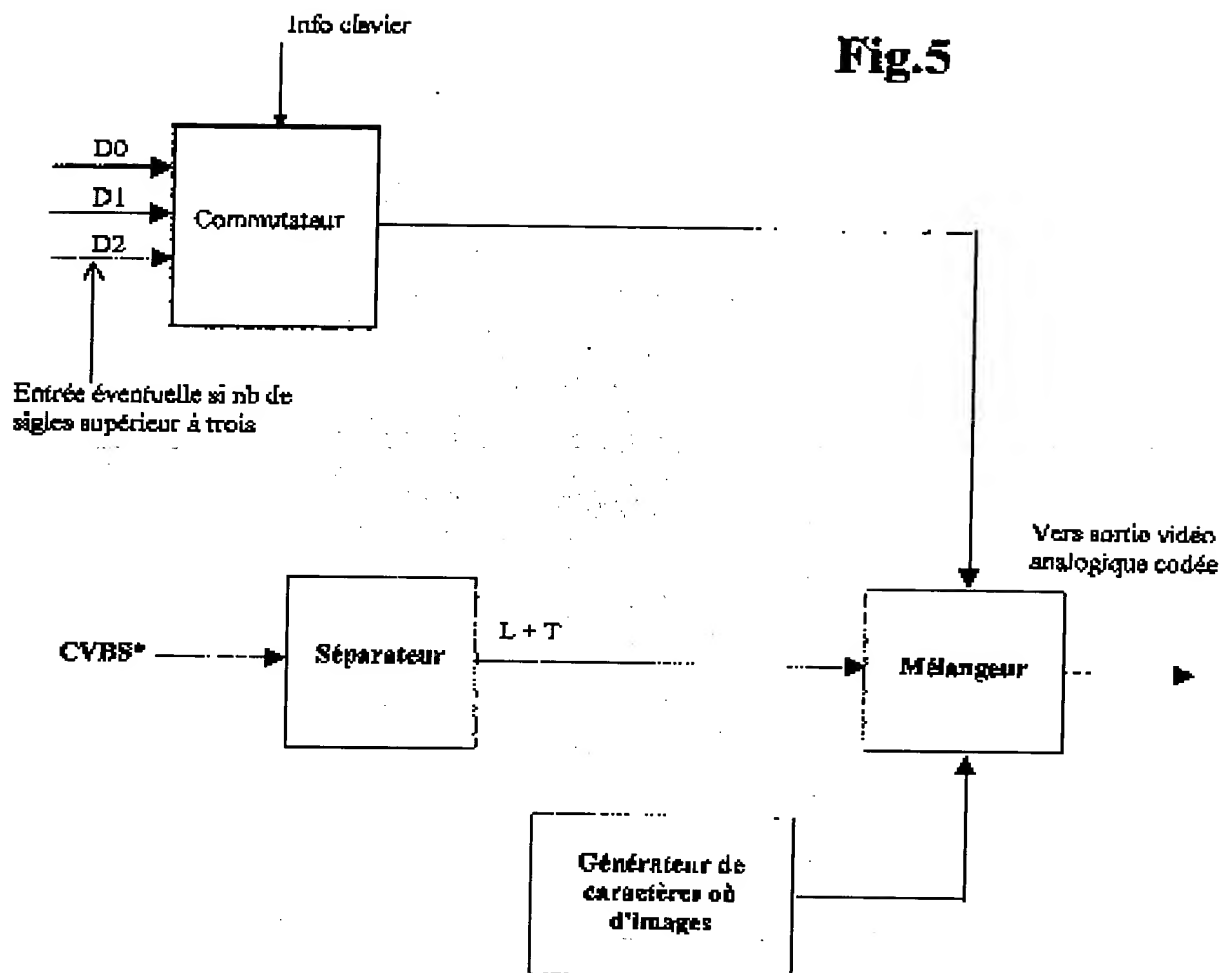 Info clavier
Fig.5
D0
D1
D2
Commutateur
Entrée éventuelle si nb de
sigles supérieur à trois
Vers sortie vidéo
analogique codée
CVBS*
Séparateur
L + T
Mélangeur
Générateur de
caractères où
d'images